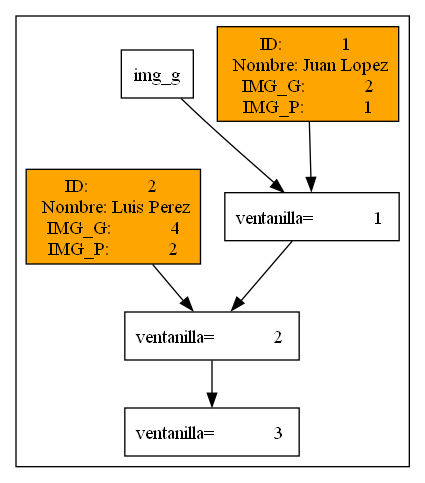 img_g
ID: 1
Nombre: Juan Lopez
IMG_G: 2
IMG_P: 1
ID: 2
Nombre: Luis Perez
IMG_G: 4
IMG_P: 2
ventanilla= 1
ventanilla= 2
ventanilla= 3